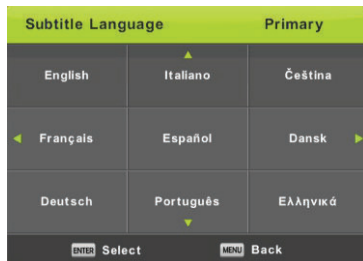 Subtitle Language Primary
English Italiano Čeština
Français Español Dansk
Deutsch Português Ελληνικά
ENTER Select MENU Back